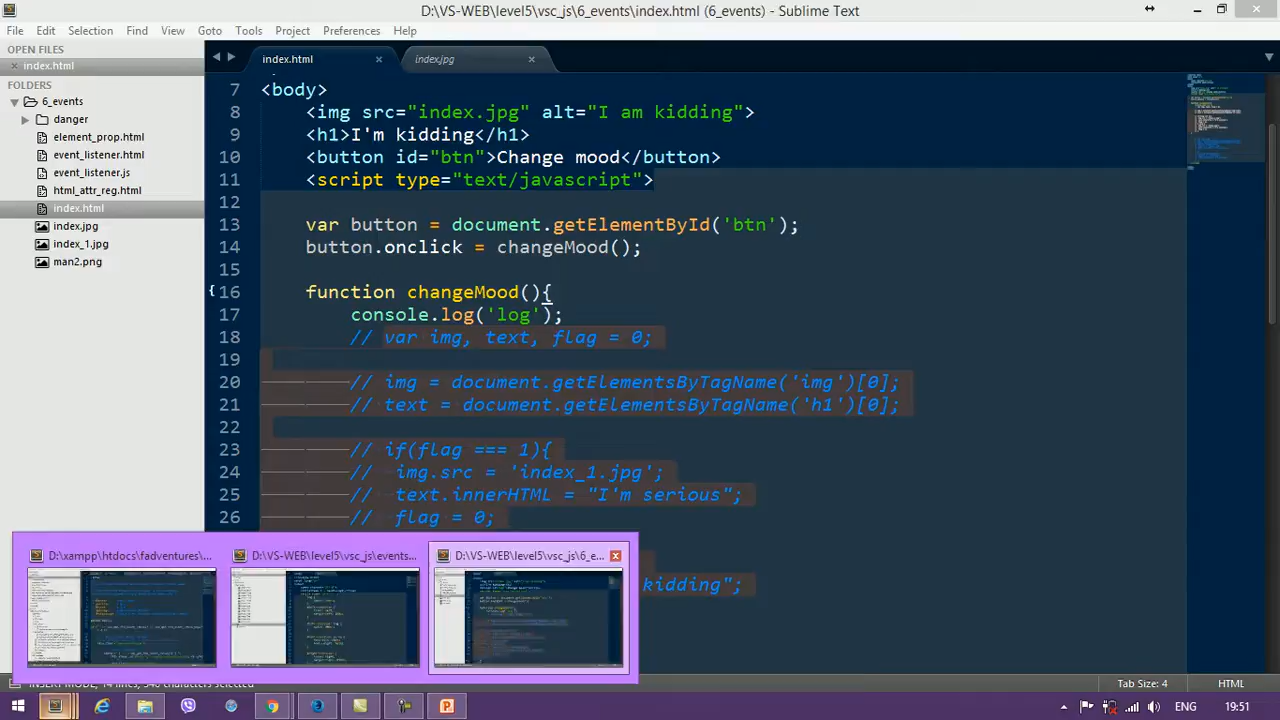 D:\VS-WEB\level5\vsc_js\6_events\index.html (6_events) - Sublime Text
File Edit Selection Find View Goto Tools Project Preferences Help
OPEN FILES
index.html
FOLDERS
6_events
danger
element_prop.html
event_listener.html
event_listener.js
html_attr_reg.html
index.html
index.jpg
index_1.jpg
man2.png
index.html
index.jpg
7 <body>
8 <img src="index.jpg" alt="I am kidding">
9 <h1>I'm kidding</h1>
10 <button id="btn">Change mood</button>
11 <script type="text/javascript">
12
13 var button = document.getElementById('btn');
14 button.onclick = changeMood();
15
16 function changeMood(){
17 console.log('log');
18 // var img, text, flag = 0;
19
20 // img = document.getElementsByTagName('img')[0];
21 // text = document.getElementsByTagName('h1')[0];
22
23 // if(flag === 1){
24 // img.src = 'index_1.jpg';
25 // text.innerHTML = "I'm serious";
26 // flag = 0;
kidding";
D:\xampp\htdocs\fadventures\...
D:\VS-WEB\level5\vsc_js\events...
D:\VS-WEB\level5\vsc_js\6_e...
Tab Size: 4
HTML
ENG
19:51